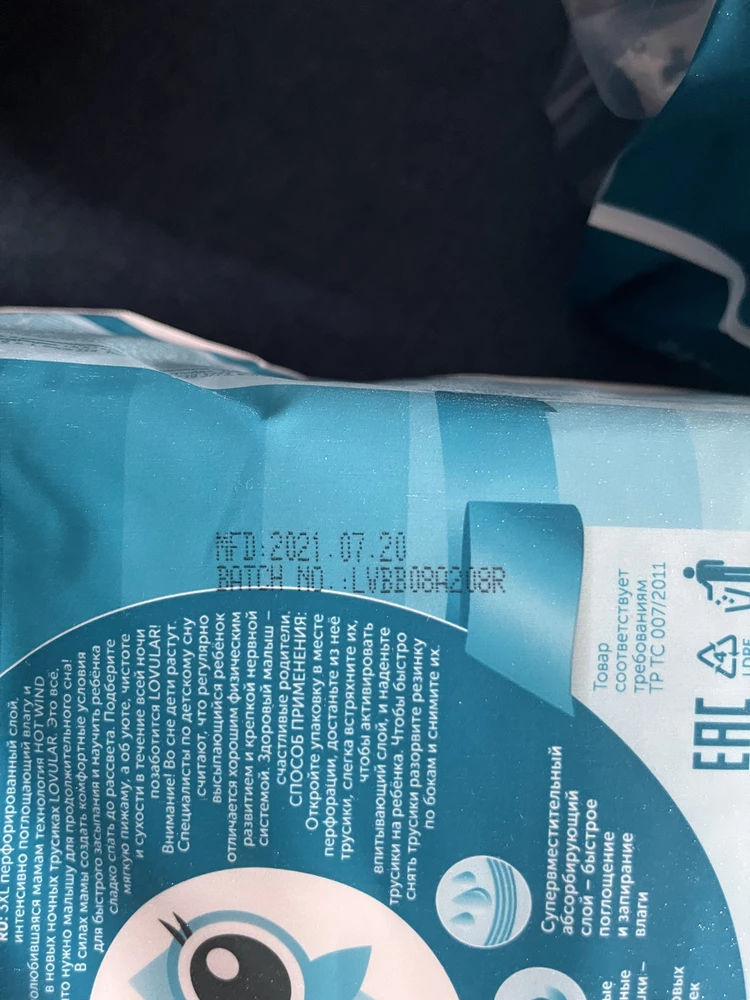 MFD:2021.07.20
BATCH NO.:LVBB08A208R
RU: 3XL перфорированный слой,
интенсивно поглощающий влагу, и
полюбившаяся мамам технология HOT WIND
в новых ночных трусиках LOVULAR. Это всё,
что нужно малышу для продолжительного сна!
В силах мамы создать комфортные условия
для быстрого засыпания и научить ребёнка
сладко спать до рассвета. Подберите
мягкую пижаму, а об уюте, чистоте
и сухости в течение всей ночи
позаботится LOVULAR!
Внимание! Во сне дети растут.
Специалисты по детскому сну
считают, что регулярно
высыпающийся ребёнок
отличается хорошим физическим
развитием и крепкой нервной
системой. Здоровый малыш –
счастливые родители.
СПОСОБ ПРИМЕНЕНИЯ:
Откройте упаковку в месте
перфорации, достаньте из неё
трусики, слегка встряхните их,
чтобы активировать
впитывающий слой, и наденьте
трусики на ребёнка. Чтобы быстро
снять трусики разорвите резинку
по бокам и снимите их.
Супервместительный
абсорбирующий
слой – быстрое
поглощение
и запирание
влаги
Товар
соответствует
требованиям
ТР ТС 007/2011
EAC
4
LDPE